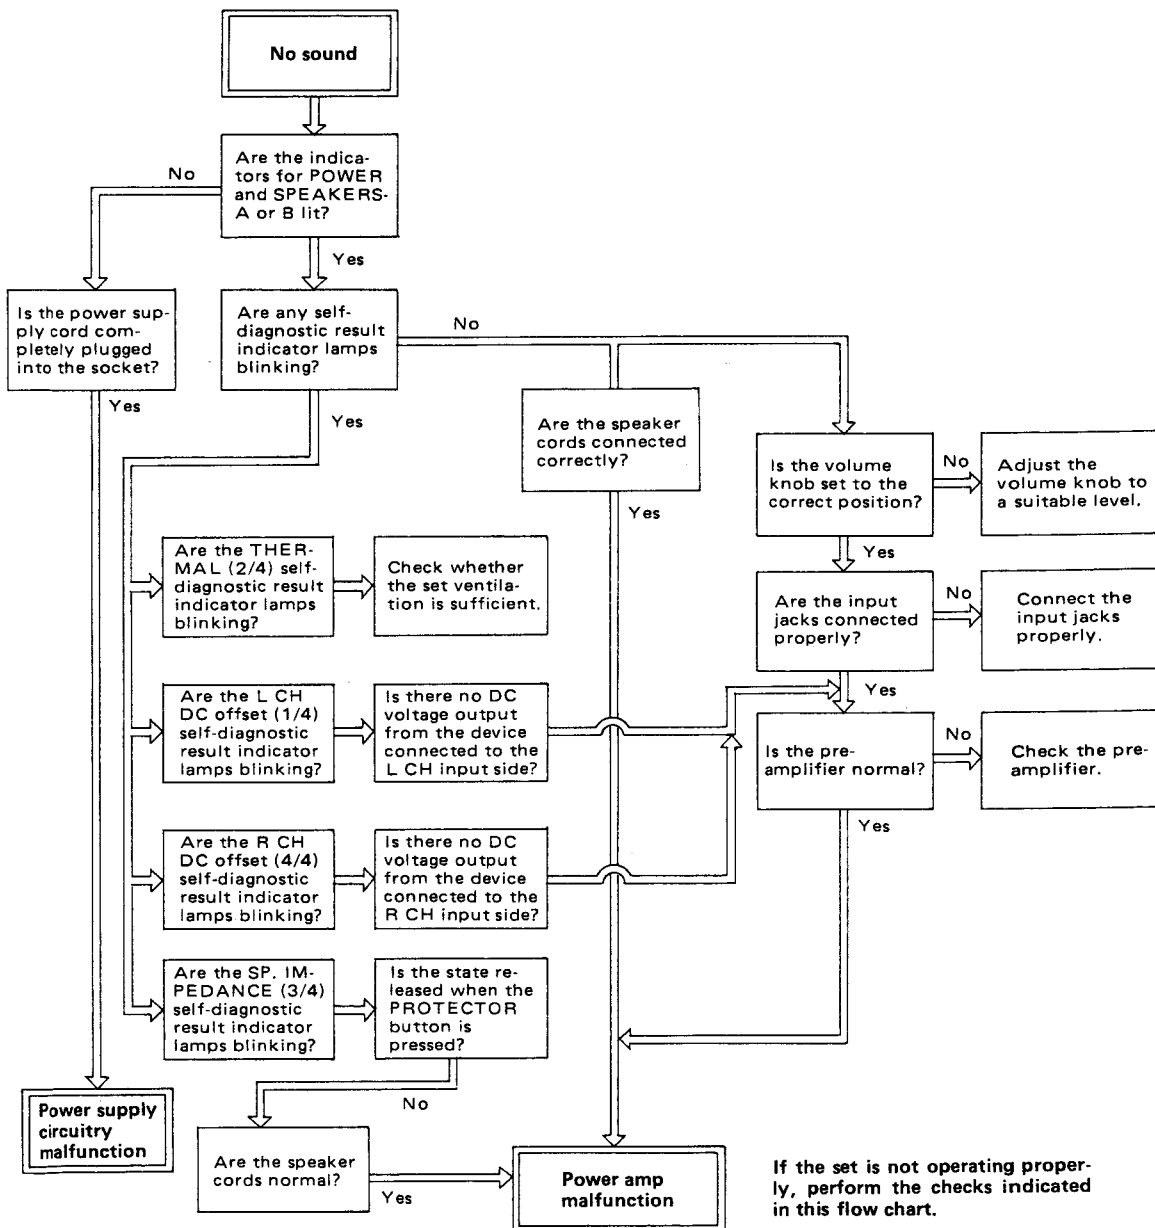 No sound
Are the indica-
tors for POWER
and SPEAKERS-
A or B lit?
No
Yes
Is the power sup-
ply cord com-
pletely plugged
into the socket?
Yes
Are any self-
diagnostic result
indicator lamps
blinking?
No
Yes
Are the speaker
cords connected
correctly?
Yes
Is the volume
knob set to the
correct position?
No
Adjust the
volume knob to
a suitable level.
Yes
Are the THER-
MAL (2/4) self-
diagnostic result
indicator lamps
blinking?
Check whether
the set ventila-
tion is sufficient.
Are the input
jacks connected
properly?
No
Connect the
input jacks
properly.
Yes
Are the L CH
DC offset (1/4)
self-diagnostic
result indicator
lamps blinking?
Is there no DC
voltage output
from the device
connected to the
L CH input side?
Is the pre-
amplifier normal?
No
Check the pre-
amplifier.
Yes
Are the R CH
DC offset (4/4)
self-diagnostic
result indicator
lamps blinking?
Is there no DC
voltage output
from the device
connected to the
R CH input side?
Are the SP. IM-
PEDANCE (3/4)
self-diagnostic
result indicator
lamps blinking?
Is the state re-
leased when the
PROTECTOR
button is
pressed?
No
Power supply
circuitry
malfunction
Are the speaker
cords normal?
Yes
Power amp
malfunction
If the set is not operating proper-
ly, perform the checks indicated
in this flow chart.